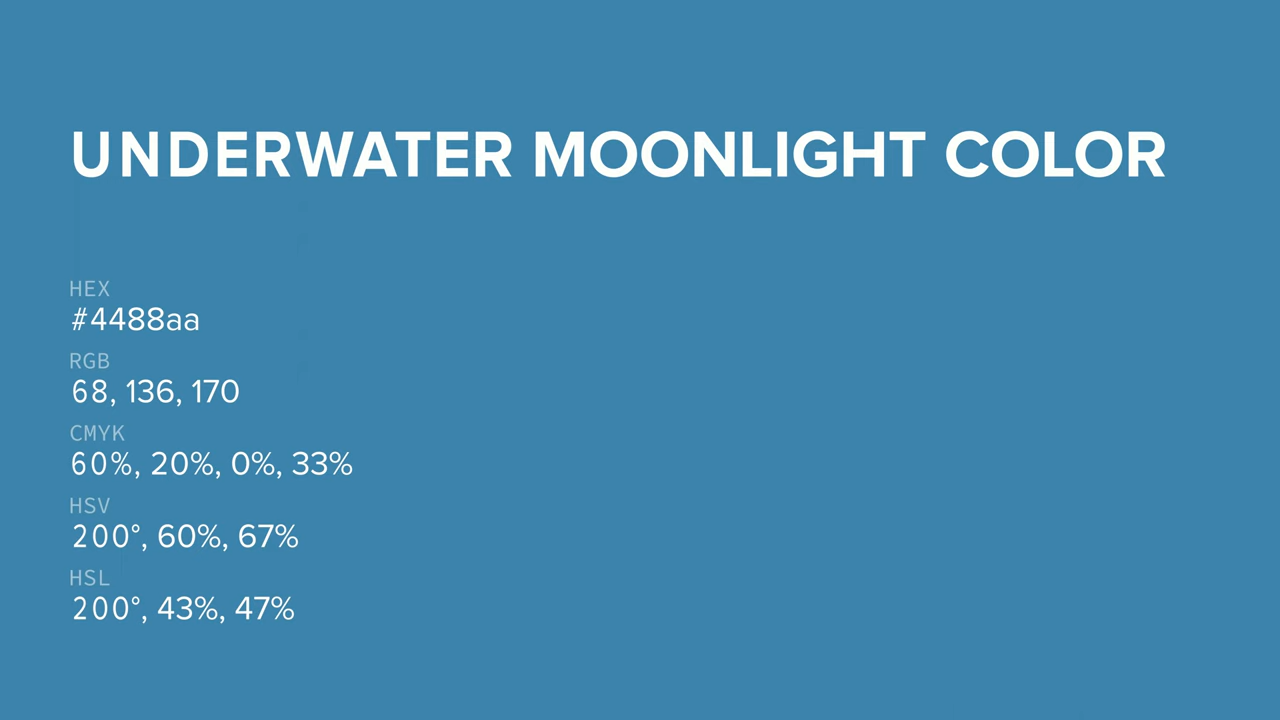 UNDERWATER MOONLIGHT COLOR
HEX
#4488aa
RGB
68, 136, 170
CMYK
60%, 20%, 0%, 33%
HSV
200°, 60%, 67%
HSL
200°, 43%, 47%